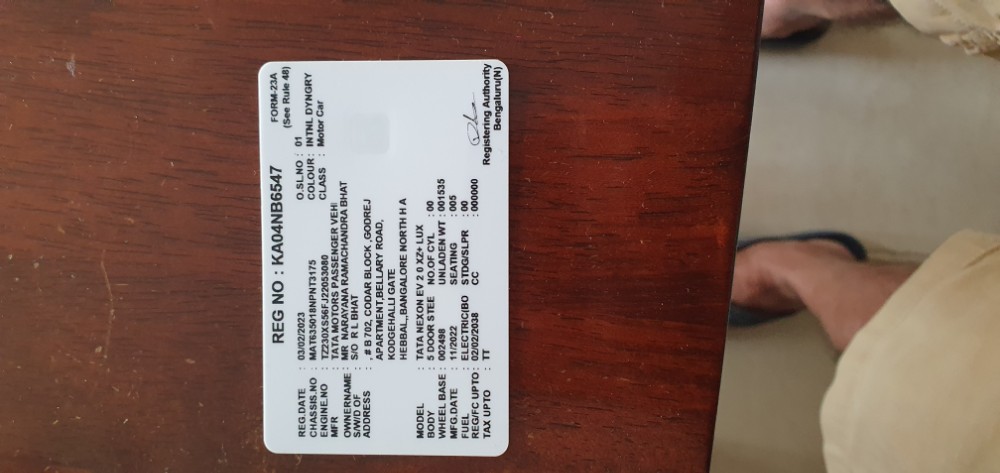 FORM-23A
REG NO : KA04NB6547 (See Rule 48)
REG.DATE : 03/02/2023 O.SL.NO : 01
CHASSIS.NO : MAT635018NPNT3175 COLOUR : INTNL DYNGRY
ENGINE.NO : TZ230XS56FJ22053080 CLASS : Motor Car
MFR : TATA MOTORS PASSENGER VEHI
OWNERNAME : MR NARAYANA RAMACHANDRA BHAT
S/W/D OF : S/O R L BHAT
ADDRESS : , # B 702, CODAR BLOCK ,GODREJ
APARTMENT,BELLARY ROAD,
KODGEHALLI GATE
HEBBAL,,BANGALORE NORTH H A
MODEL : TATA NEXON EV 2 0 XZ+ LUX
BODY : 5 DOOR STEE NO.OF CYL : 00
WHEEL BASE : 002498 UNLADEN WT : 001535
MFG.DATE : 11/2022 SEATING : 005
FUEL : ELECTRIC(BO STDG/SLPR : 00
REG/FC UPTO : 02/02/2038 CC : 000000
TAX UPTO : TT
Registering Authority
Bengaluru(N)